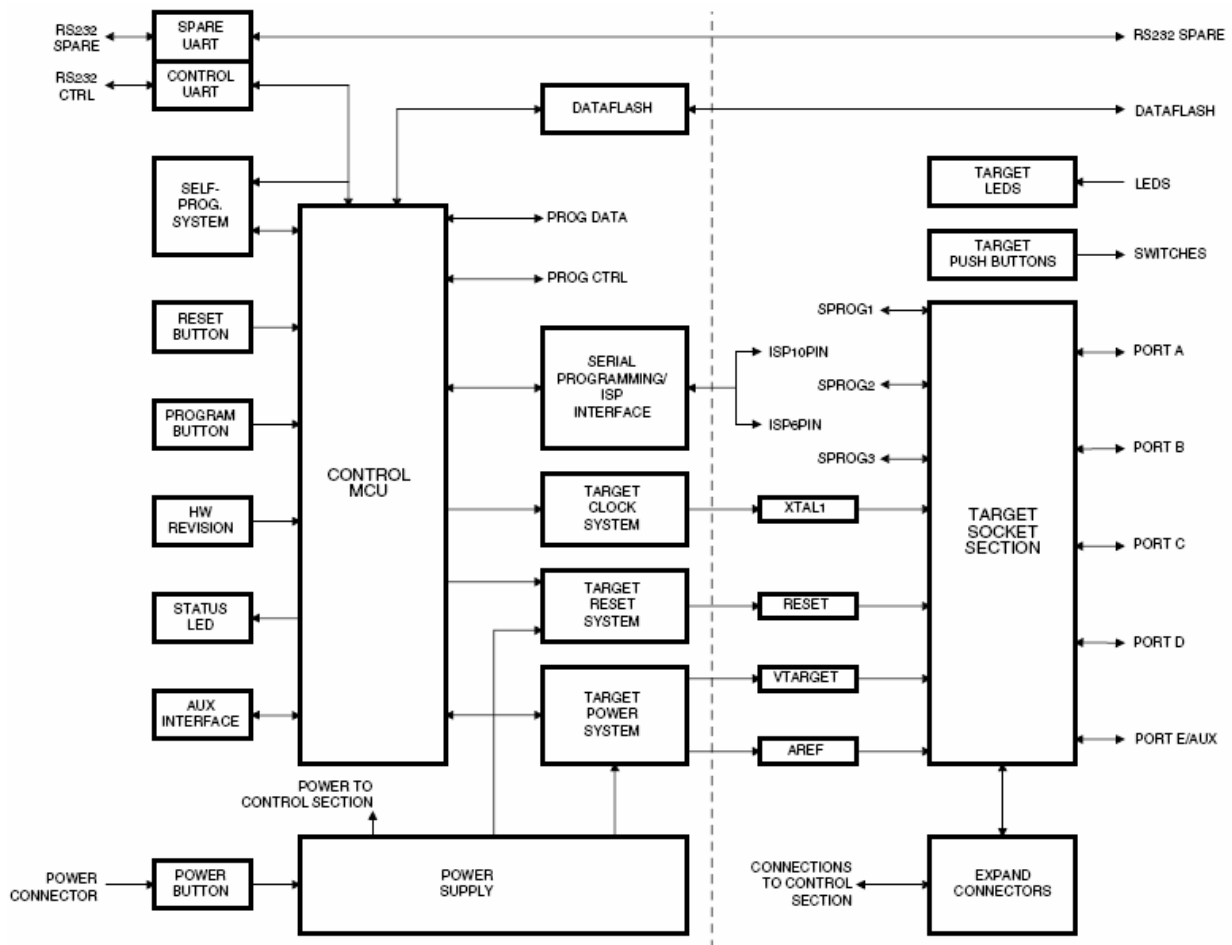 RS232
SPARE
SPARE
UART
RS232 SPARE
RS232
CTRL
CONTROL
UART
DATAFLASH
DATAFLASH
SELF-
PROG.
SYSTEM
TARGET
LEDS
LEDS
PROG DATA
TARGET
PUSH BUTTONS
SWITCHES
PROG CTRL
RESET
BUTTON
SPROG1
SERIAL
PROGRAMMING/
ISP
INTERFACE
ISP10PIN
PORT A
SPROG2
PROGRAM
BUTTON
ISP6PIN
SPROG3
PORT B
CONTROL
MCU
HW
REVISION
TARGET
CLOCK
SYSTEM
XTAL1
TARGET
SOCKET
SECTION
PORT C
STATUS
LED
TARGET
RESET
SYSTEM
RESET
PORT D
AUX
INTERFACE
TARGET
POWER
SYSTEM
VTARGET
AREF
PORT E/AUX
POWER TO
CONTROL SECTION
POWER
CONNECTOR
POWER
BUTTON
POWER
SUPPLY
CONNECTIONS
TO CONTROL
SECTION
EXPAND
CONNECTORS